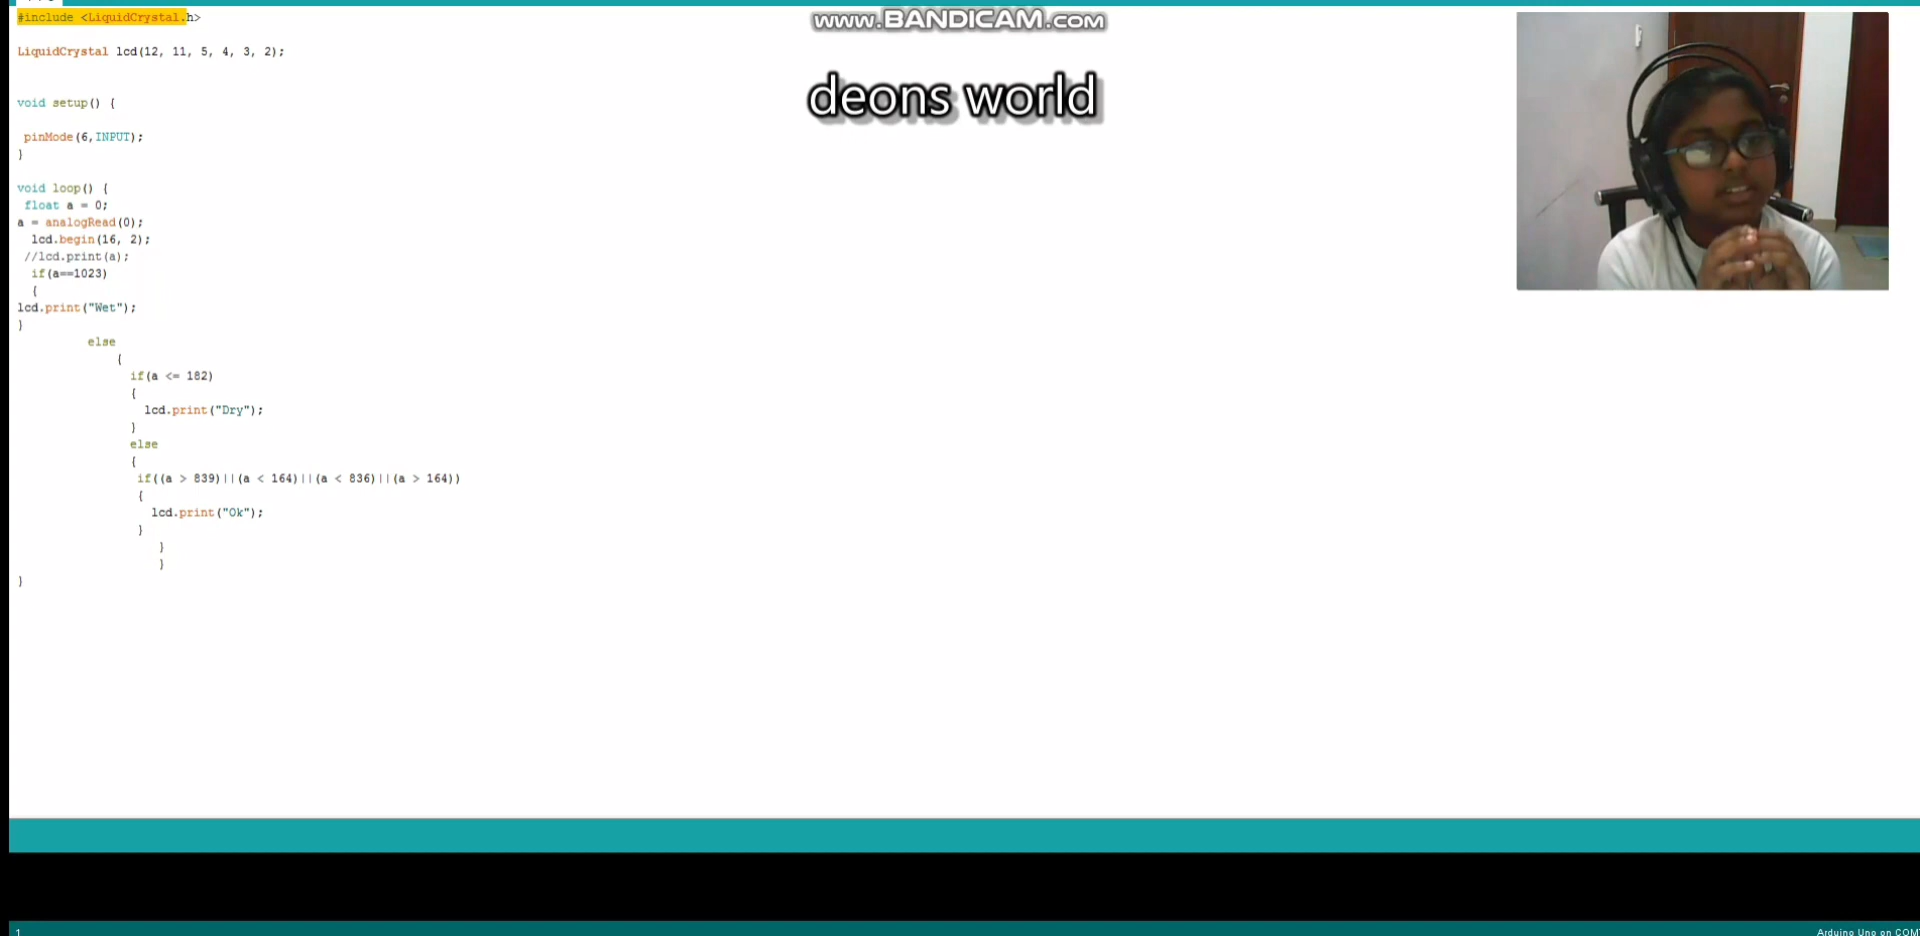 #include <LiquidCrystal.h>
www.BANDICAM.com
LiquidCrystal lcd(12, 11, 5, 4, 3, 2);
deons world
void setup() {
pinMode(6,INPUT);
}
void loop() {
float a = 0;
a = analogRead(0);
lcd.begin(16, 2);
//lcd.print(a);
if(a==1023)
{
lcd.print("Wet");
}
else
{
if(a <= 182)
{
lcd.print("Dry");
}
else
{
if((a > 839)||(a < 164)||(a < 836)||(a > 164))
{
lcd.print("Ok");
}
}
}
}
1
Arduino Uno on COM